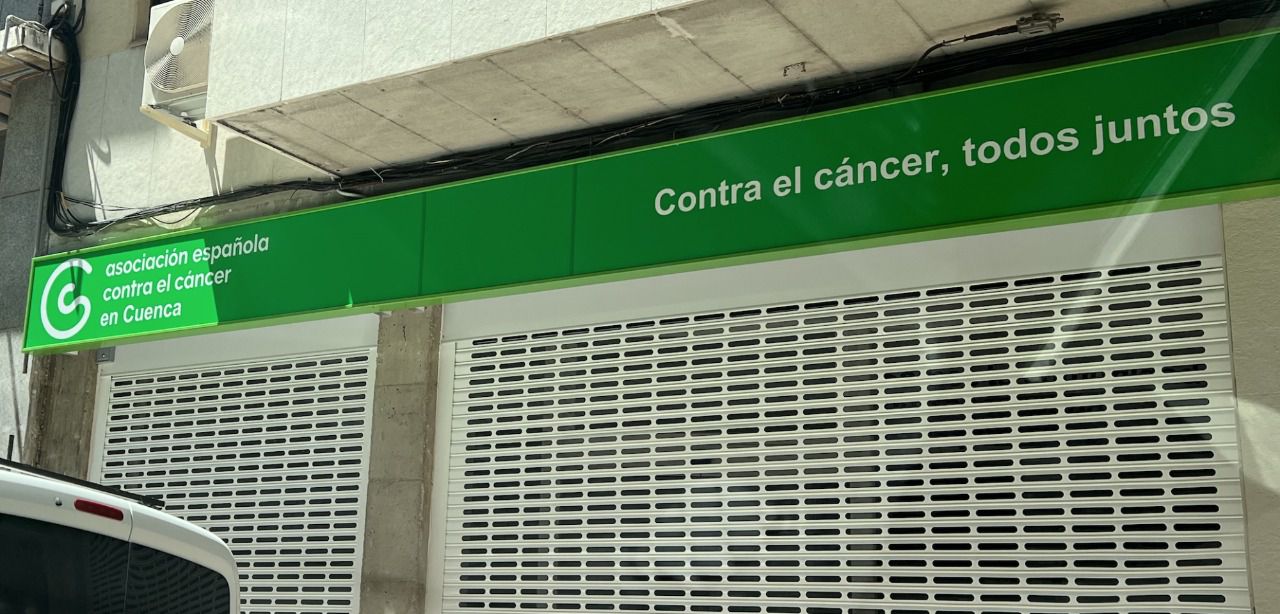 asociación española
contra el cáncer
en Cuenca
Contra el cáncer, todos juntos